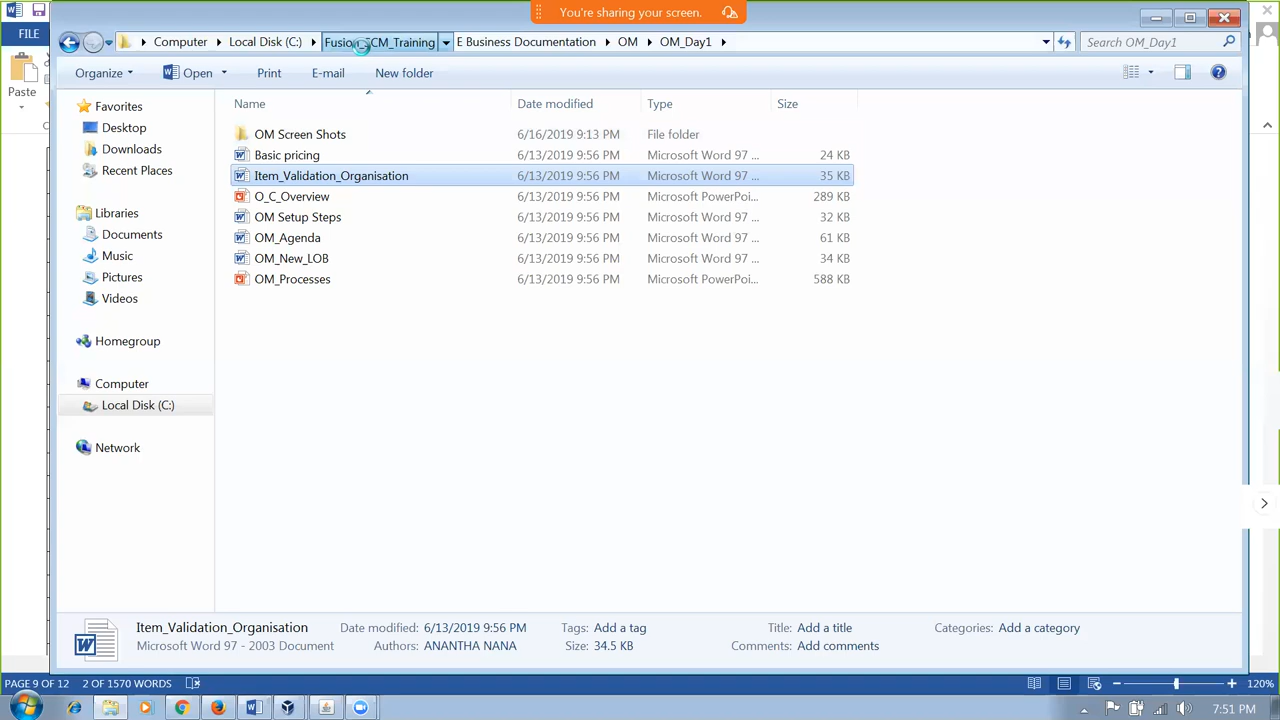 You're sharing your screen.
FILE
Paste
Computer
Local Disk (C:)
Fusion_SCM_Training
E Business Documentation
OM
OM_Day1
Search OM_Day1
Organize
Open
Print
E-mail
New folder
Name
Date modified
Type
Size
Favorites
Desktop
Downloads
Recent Places
Libraries
Documents
Music
Pictures
Videos
Homegroup
Computer
Local Disk (C:)
Network
OM Screen Shots 6/16/2019 9:13 PM File folder
Basic pricing 6/13/2019 9:56 PM Microsoft Word 97 ... 24 KB
Item_Validation_Organisation 6/13/2019 9:56 PM Microsoft Word 97 ... 35 KB
O_C_Overview 6/13/2019 9:56 PM Microsoft PowerPoi... 289 KB
OM Setup Steps 6/13/2019 9:56 PM Microsoft Word 97 ... 32 KB
OM_Agenda 6/13/2019 9:56 PM Microsoft Word 97 ... 61 KB
OM_New_LOB 6/13/2019 9:56 PM Microsoft Word 97 ... 34 KB
OM_Processes 6/13/2019 9:56 PM Microsoft PowerPoi... 588 KB
Item_Validation_Organisation Date modified: 6/13/2019 9:56 PM Tags: Add a tag Title: Add a title Categories: Add a category
Microsoft Word 97 - 2003 Document Authors: ANANTHA NANA Size: 34.5 KB Comments: Add comments
PAGE 9 OF 12 2 OF 1570 WORDS 120%
7:51 PM